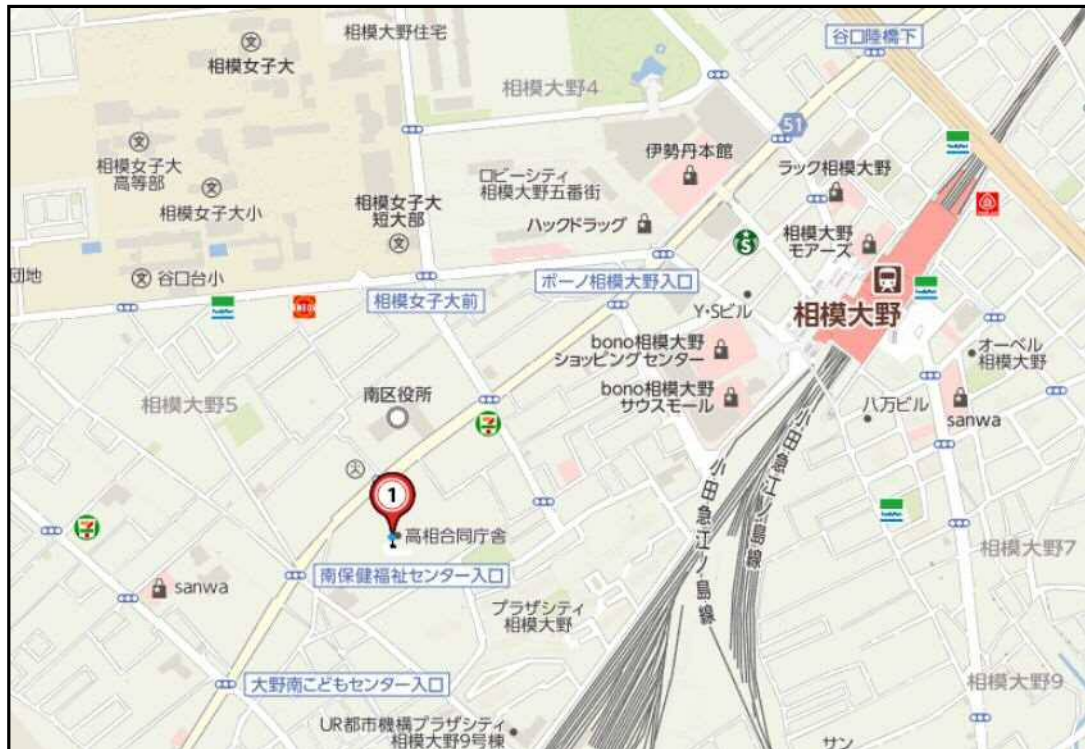 相模大野住宅
相模女子大
谷口陸橋下
相模大野4
51
相模女子大
高等部
伊勢丹本館
ラック相模大野
ロビーシティ
相模大野五番街
相模女子大小
相模女子大
短大部
ハックドラッグ
相模大野
モアーズ
団地
谷口台小
相模女子大前
ボーノ相模大野入口
Y・Sビル
相模大野
FamilyMart
bono相模大野
ショッピングセンター
オーベル
相模大野
bono相模大野
サウスモール
八万ビル
sanwa
相模大野5
南区役所
小田急江ノ島線
小田急江ノ島線
1
高相合同庁舎
南保健福祉センター入口
sanwa
相模大野7
プラザシティ
相模大野
大野南こどもセンター入口
相模大野9
UR都市機構プラザシティ
相模大野9号棟
サン